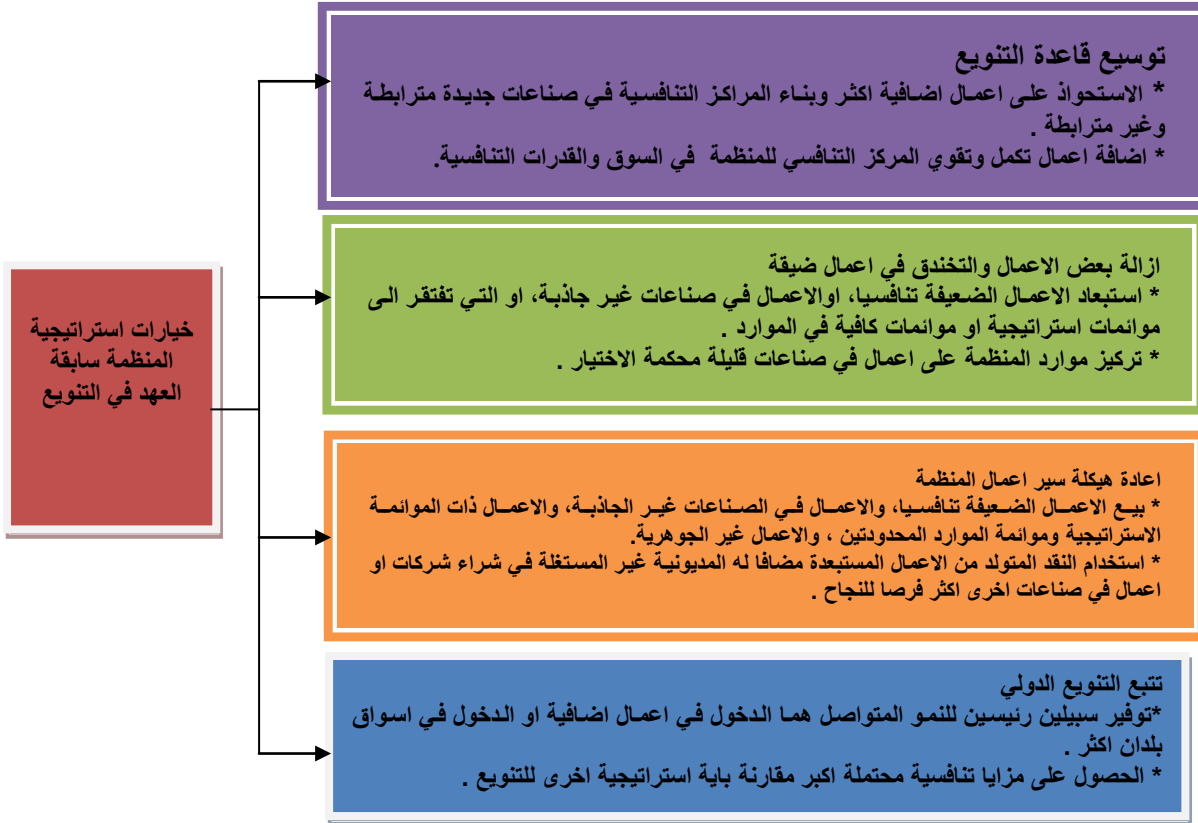 توسيع قاعدة التنويع
* الاستحواذ على اعمال اضافية اكثر وبناء المراكز التنافسية في صناعات جديدة مترابطة
وغير مترابطة .
* اضافة اعمال تكمل وتقوي المركز التنافسي للمنظمة في السوق والقدرات التنافسية.
ازالة بعض الاعمال والتخندق في اعمال ضيقة
* استبعاد الاعمال الضعيفة تنافسيا، اوالاعمال في صناعات غير جاذبة، او التي تفتقر الى
موائمات استراتيجية او موائمات كافية في الموارد .
* تركيز موارد المنظمة على اعمال في صناعات قليلة محكمة الاختيار .
خيارات استراتيجية
المنظمة سابقة
العهد في التنويع
اعادة هيكلة سير اعمال المنظمة
* بيع الاعمال الضعيفة تنافسيا، والاعمال في الصناعات غير الجاذبة، والاعمال ذات الموائمة
الاستراتيجية وموائمة الموارد المحدودتين ، والاعمال غير الجوهرية.
* استخدام النقد المتولد من الاعمال المستبعدة مضافا له المديونية غير المستغلة في شراء شركات او
اعمال في صناعات اخرى اكثر فرصا للنجاح .
تتبع التنويع الدولي
*توفير سبيلين رئيسين للنمو المتواصل هما الدخول في اعمال اضافية او الدخول في اسواق
بلدان اكثر .
* الحصول على مزايا تنافسية محتملة اكبر مقارنة باية استراتيجية اخرى للتنويع .